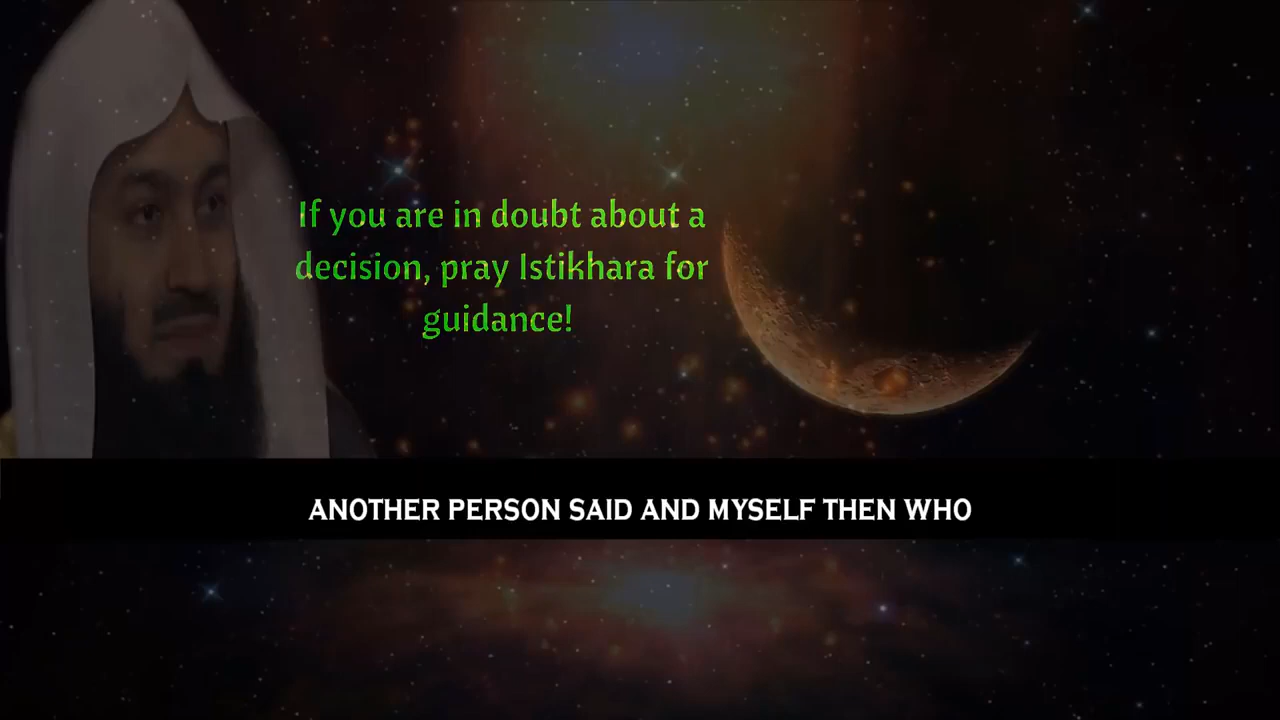 If you are in doubt about a
decision, pray Istikhara for
guidance!
ANOTHER PERSON SAID AND MYSELF THEN WHO